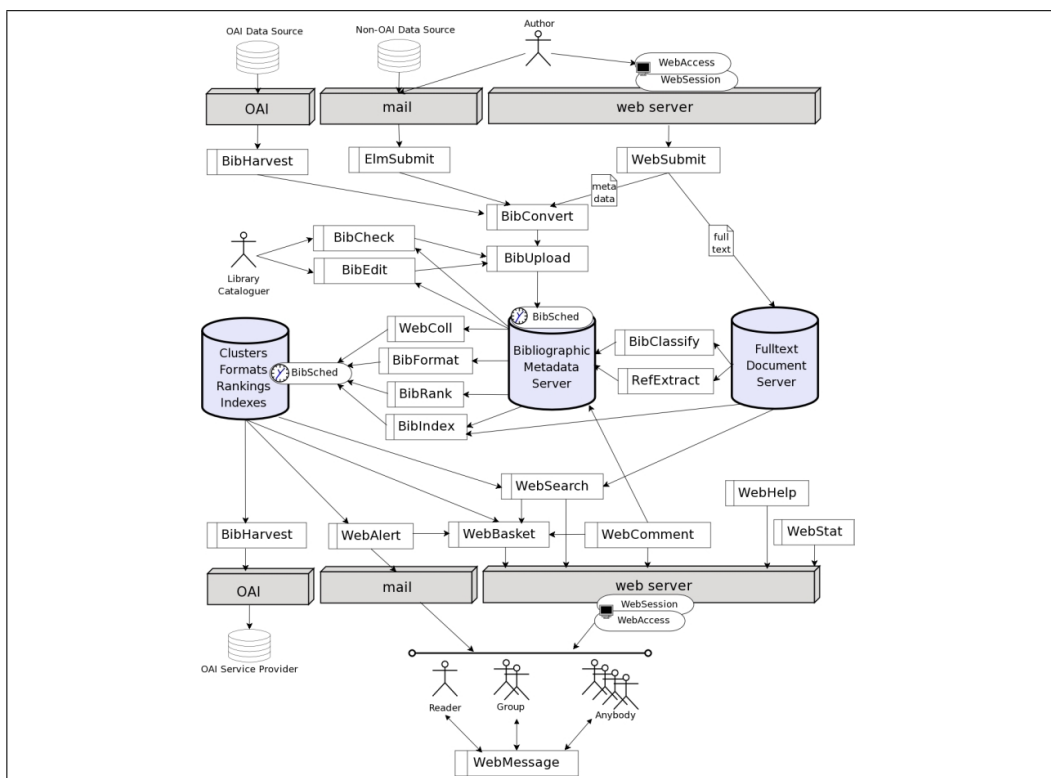 Author
OAI Data Source
Non-OAI Data Source
WebAccess
WebSession
OAI
mail
web server
BibHarvest
ElmSubmit
WebSubmit
meta
data
BibConvert
full
text
BibCheck
BibEdit
BibUpload
Library
Cataloguer
BibSched
WebColl
BibFormat
BibRank
BibIndex
Clusters
Formats
Rankings
Indexes
BibSched
Bibliographic
Metadata
Server
BibClassify
RefExtract
Fulltext
Document
Server
WebSearch
WebHelp
BibHarvest
WebAlert
WebBasket
WebComment
WebStat
OAI
mail
web server
WebSession
WebAccess
OAI Service Provider
Reader
Group
Anybody
WebMessage